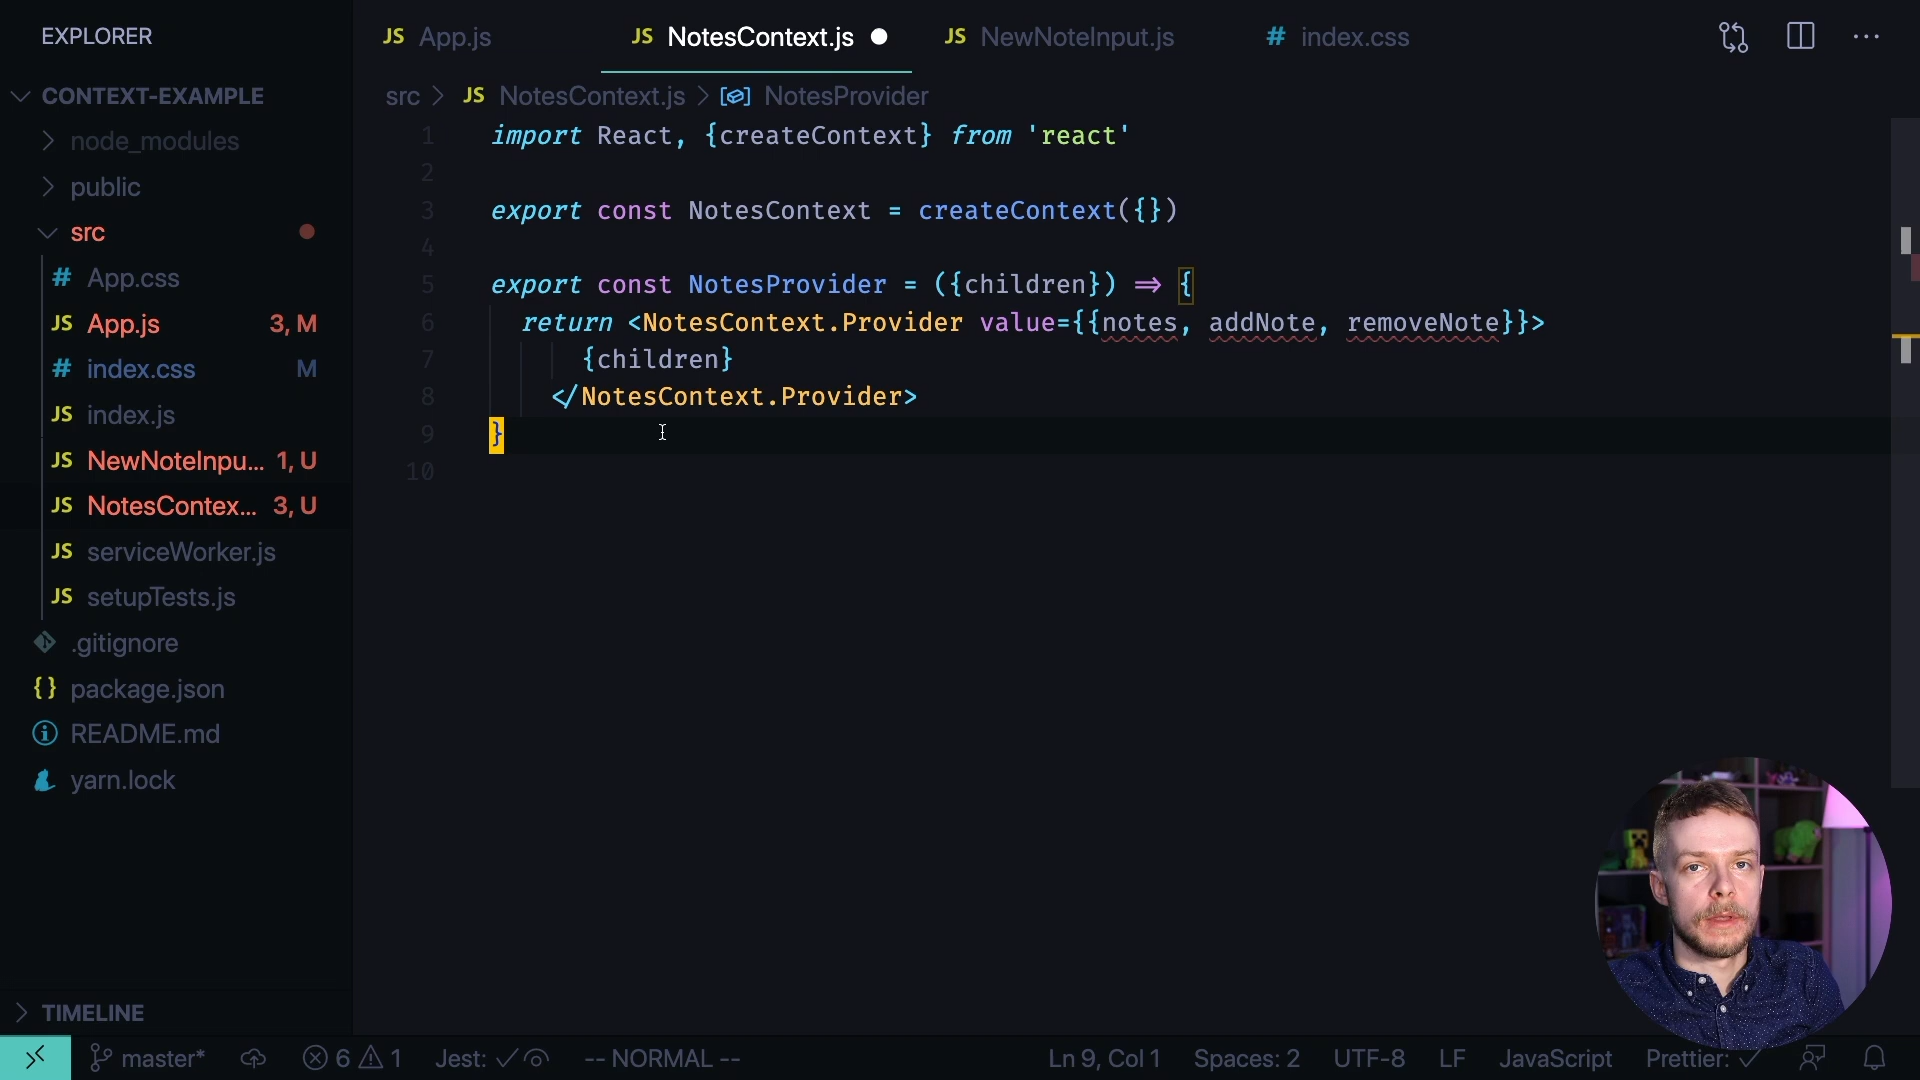 EXPLORER
JS App.js
JS NotesContext.js
JS NewNoteInput.js
# index.css
CONTEXT-EXAMPLE
node_modules
public
src
# App.css
JS App.js 3, M
# index.css M
JS index.js
JS NewNoteInpu... 1, U
JS NotesContex... 3, U
JS serviceWorker.js
JS setupTests.js
.gitignore
{} package.json
README.md
yarn.lock
TIMELINE
src > JS NotesContext.js > NotesProvider
1 import React, {createContext} from 'react'
2
3 export const NotesContext = createContext({})
4
5 export const NotesProvider = ({children}) => {
6 return <NotesContext.Provider value={{notes, addNote, removeNote}}>
7 {children}
8 </NotesContext.Provider>
9 }
10
master* 6 1 Jest: -- NORMAL -- Ln 9, Col 1 Spaces: 2 UTF-8 LF JavaScript Prettier: